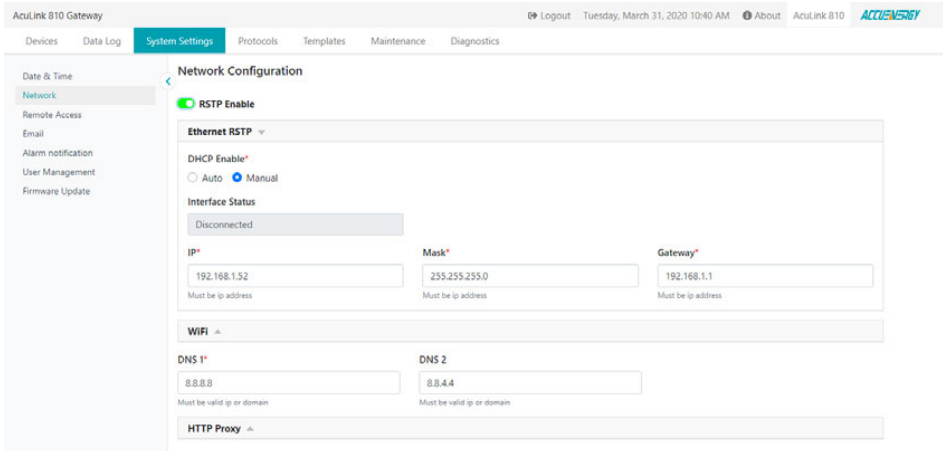 AcuLink 810 Gateway Logout Tuesday, March 31, 2020 10:40 AM About AcuLink 810 ACCUENERGY
Devices Data Log System Settings Protocols Templates Maintenance Diagnostics
Date & Time
Network
Remote Access
Email
Alarm notification
User Management
Firmware Update
Network Configuration
RSTP Enable
Ethernet RSTP
DHCP Enable*
Auto Manual
Interface Status
Disconnected
IP* Mask* Gateway*
192.168.1.52 255.255.255.0 192.168.1.1
Must be ip address Must be ip address Must be ip address
WiFi
DNS 1* DNS 2
8.8.8.8 8.8.4.4
Must be valid ip or domain Must be valid ip or domain
HTTP Proxy